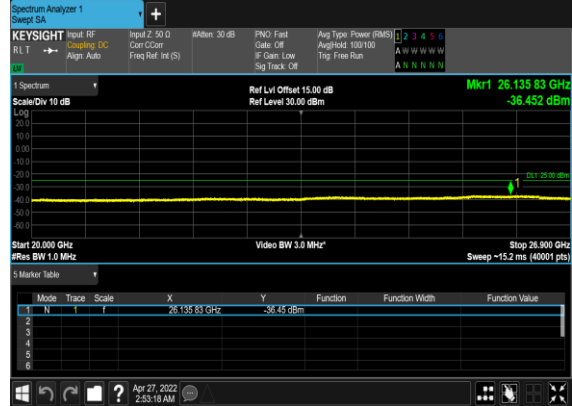 Spectrum Analyzer 1
Swept SA
+
KEYSIGHT Input: RF Input Z: 50 Ω #Atten: 30 dB PNO: Fast Avg Type: Power (RMS) 1 2 3 4 5 6
RLT Coupling: DC Corr CCorr Gate: Off Avg|Hold: 100/100 A W W W W W
Align: Auto Freq Ref: Int (S) IF Gain: Low Trig: Free Run
Sig Track: Off A N N N N N
1 Spectrum
Ref Lvl Offset 15.00 dB Mkr1 26.135 83 GHz
Scale/Div 10 dB Ref Level 30.00 dBm -36.452 dBm
Log
20.0
10.0
0.00
-10.0
-20.0 DL1 -25.00 dBm
-30.0 1
-40.0
-50.0
-60.0
Start 20.000 GHz Video BW 3.0 MHz* Stop 26.900 GHz
#Res BW 1.0 MHz Sweep ~15.2 ms (40001 pts)
5 Marker Table
Mode Trace Scale X Y Function Function Width Function Value
1 N 1 f 26.135 83 GHz -36.45 dBm
2
3
4
5
6
? Apr 27, 2022
2:53:18 AM